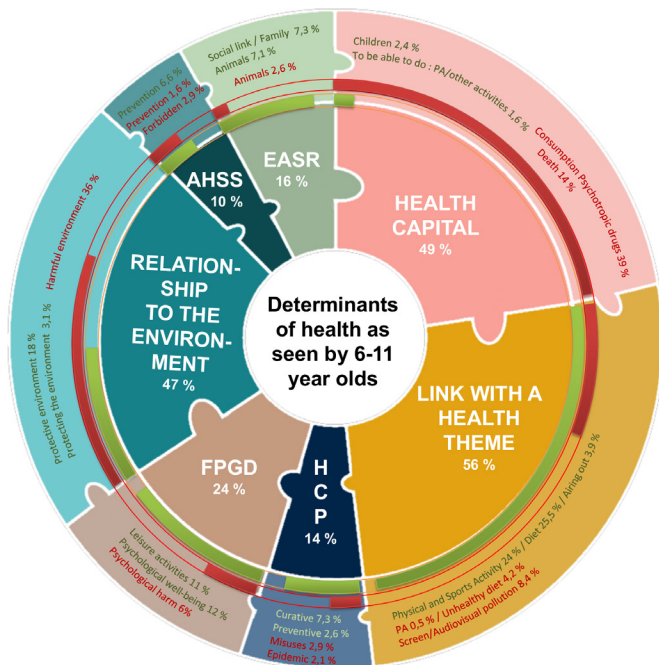 Determinants
of health as
seen by 6-11
year olds
HEALTH
CAPITAL
49 %
Children 2,4 %
To be able to do : PA/other activities 1,6 %
Consumption Psychotropic drugs 39 %
Death 14 %
LINK WITH A
HEALTH
THEME
56 %
Physical and Sports Activity 24 % / Diet 25,5 % / Airing out 3,9 %
PA 0,5 % / Unhealthy diet 4,2 %
Screen/Audiovisual pollution 8,4 %
H
C
P
14 %
Curative 7,3 %
Preventive 2,6 %
Misuses 2,9 %
Epidemic 2,1 %
FPGD
24 %
Leisure activities 11 %
Psychological well-being 12 %
Psychological harm 6%
RELATION-
SHIP
TO THE
ENVIRON-
MENT
47 %
Harmful environment 36 %
Protective environment 18 %
Protecting the environment 3,1 %
AHSS
10 %
Prevention 6,6 %
Prevention 1,6 %
Forbidden 2,9 %
EASR
16 %
Social link / Family 7,3 %
Animals 7,1 %
Animals 2,6 %